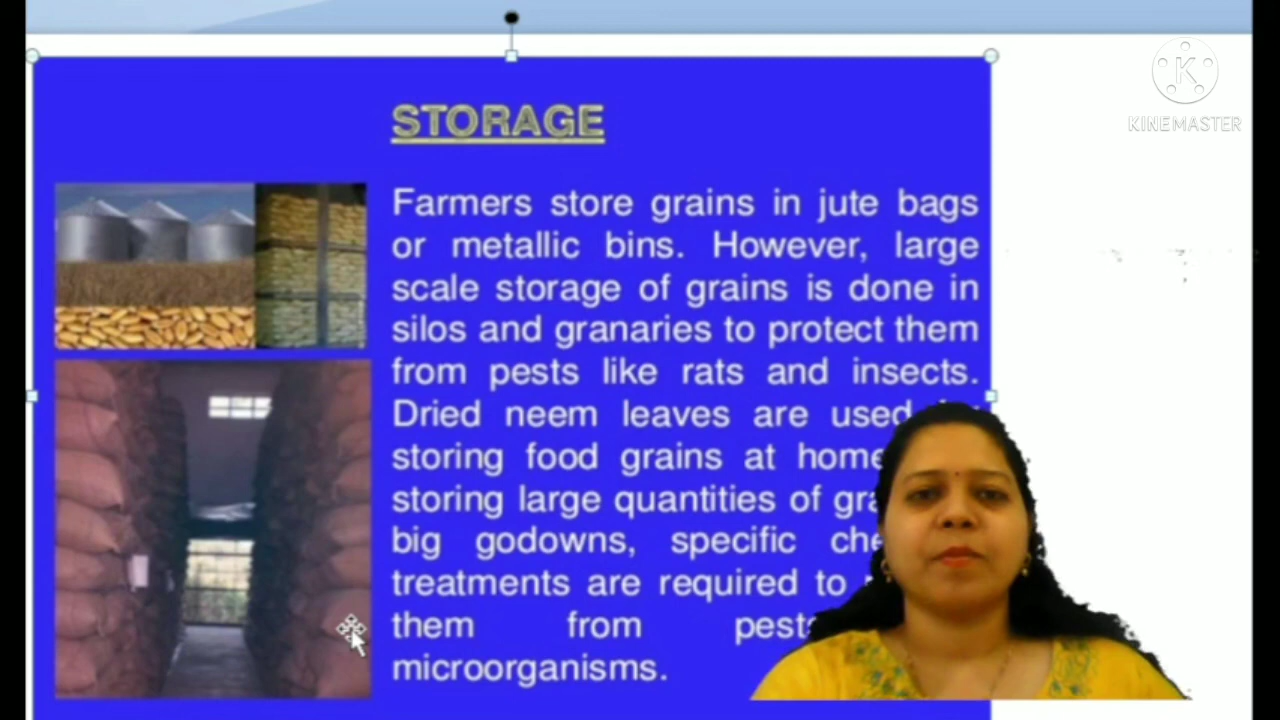 STORAGE
K
KINEMASTER
Farmers store grains in jute bags
or metallic bins. However, large
scale storage of grains is done in
silos and granaries to protect them
from pests like rats and insects.
Dried neem leaves are used
storing food grains at home
storing large quantities of
big godowns, specific
treatments are required to
them from pests
microorganisms.